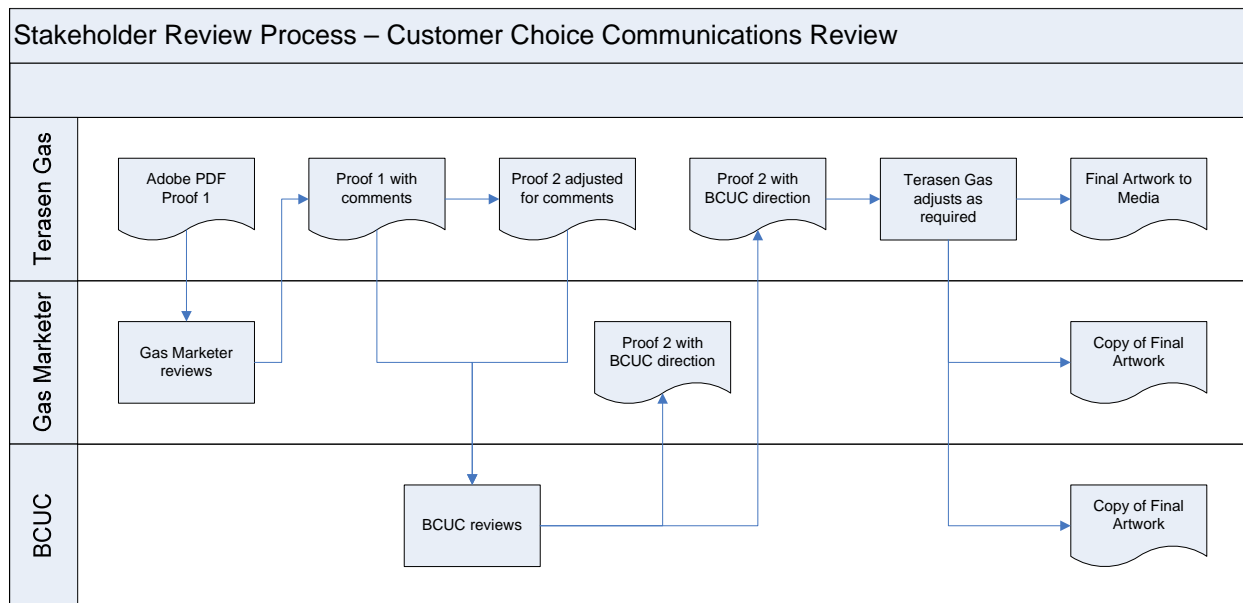 Stakeholder Review Process – Customer Choice Communications Review
Terasen Gas
Adobe PDF
Proof 1
Proof 1 with
comments
Proof 2 adjusted
for comments
Proof 2 with
BCUC direction
Terasen Gas
adjusts as
required
Final Artwork to
Media
Gas Marketer
Gas Marketer
reviews
Proof 2 with
BCUC direction
Copy of Final
Artwork
BCUC
BCUC reviews
Copy of Final
Artwork